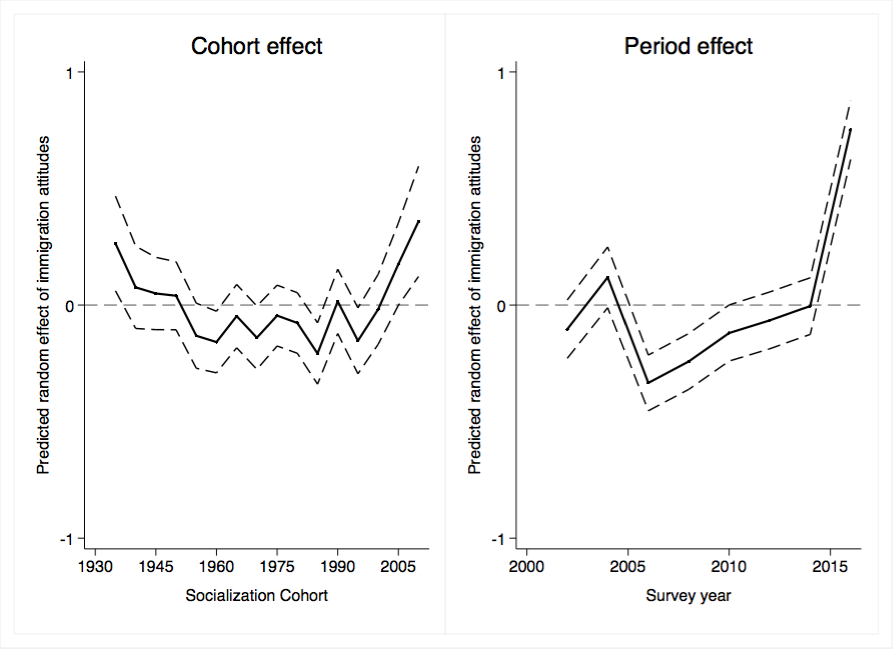 Cohort effect
Predicted random effect of immigration attitudes
1
0
-1
1930 1945 1960 1975 1990 2005
Socialization Cohort
Period effect
Predicted random effect of immigration attitudes
1
0
-1
2000 2005 2010 2015
Survey year